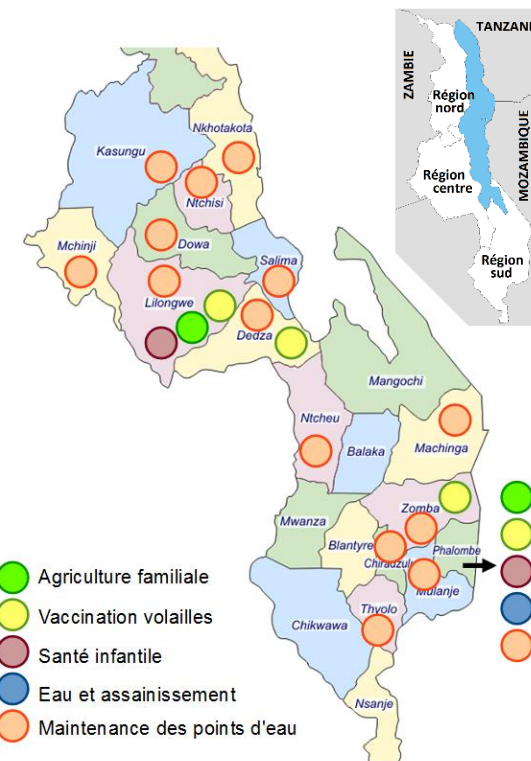 TANZANI
ZAMBIE
Région
nord
MOZAMBIQUE
Région
centre
Région
sud
Nkhotakota
Kasungu
Ntchisi
Dowa
Mchinji
Salima
Lilongwe
Dedza
Mangochi
Ntcheu
Balaka
Machinga
Zomba
Mwanza
Blantyre
Phalombe
Chiradzulu
Mulanje
Thyolo
Chikwawa
Nsanje
Agriculture familiale
Vaccination volailles
Santé infantile
Eau et assainissement
Maintenance des points d'eau